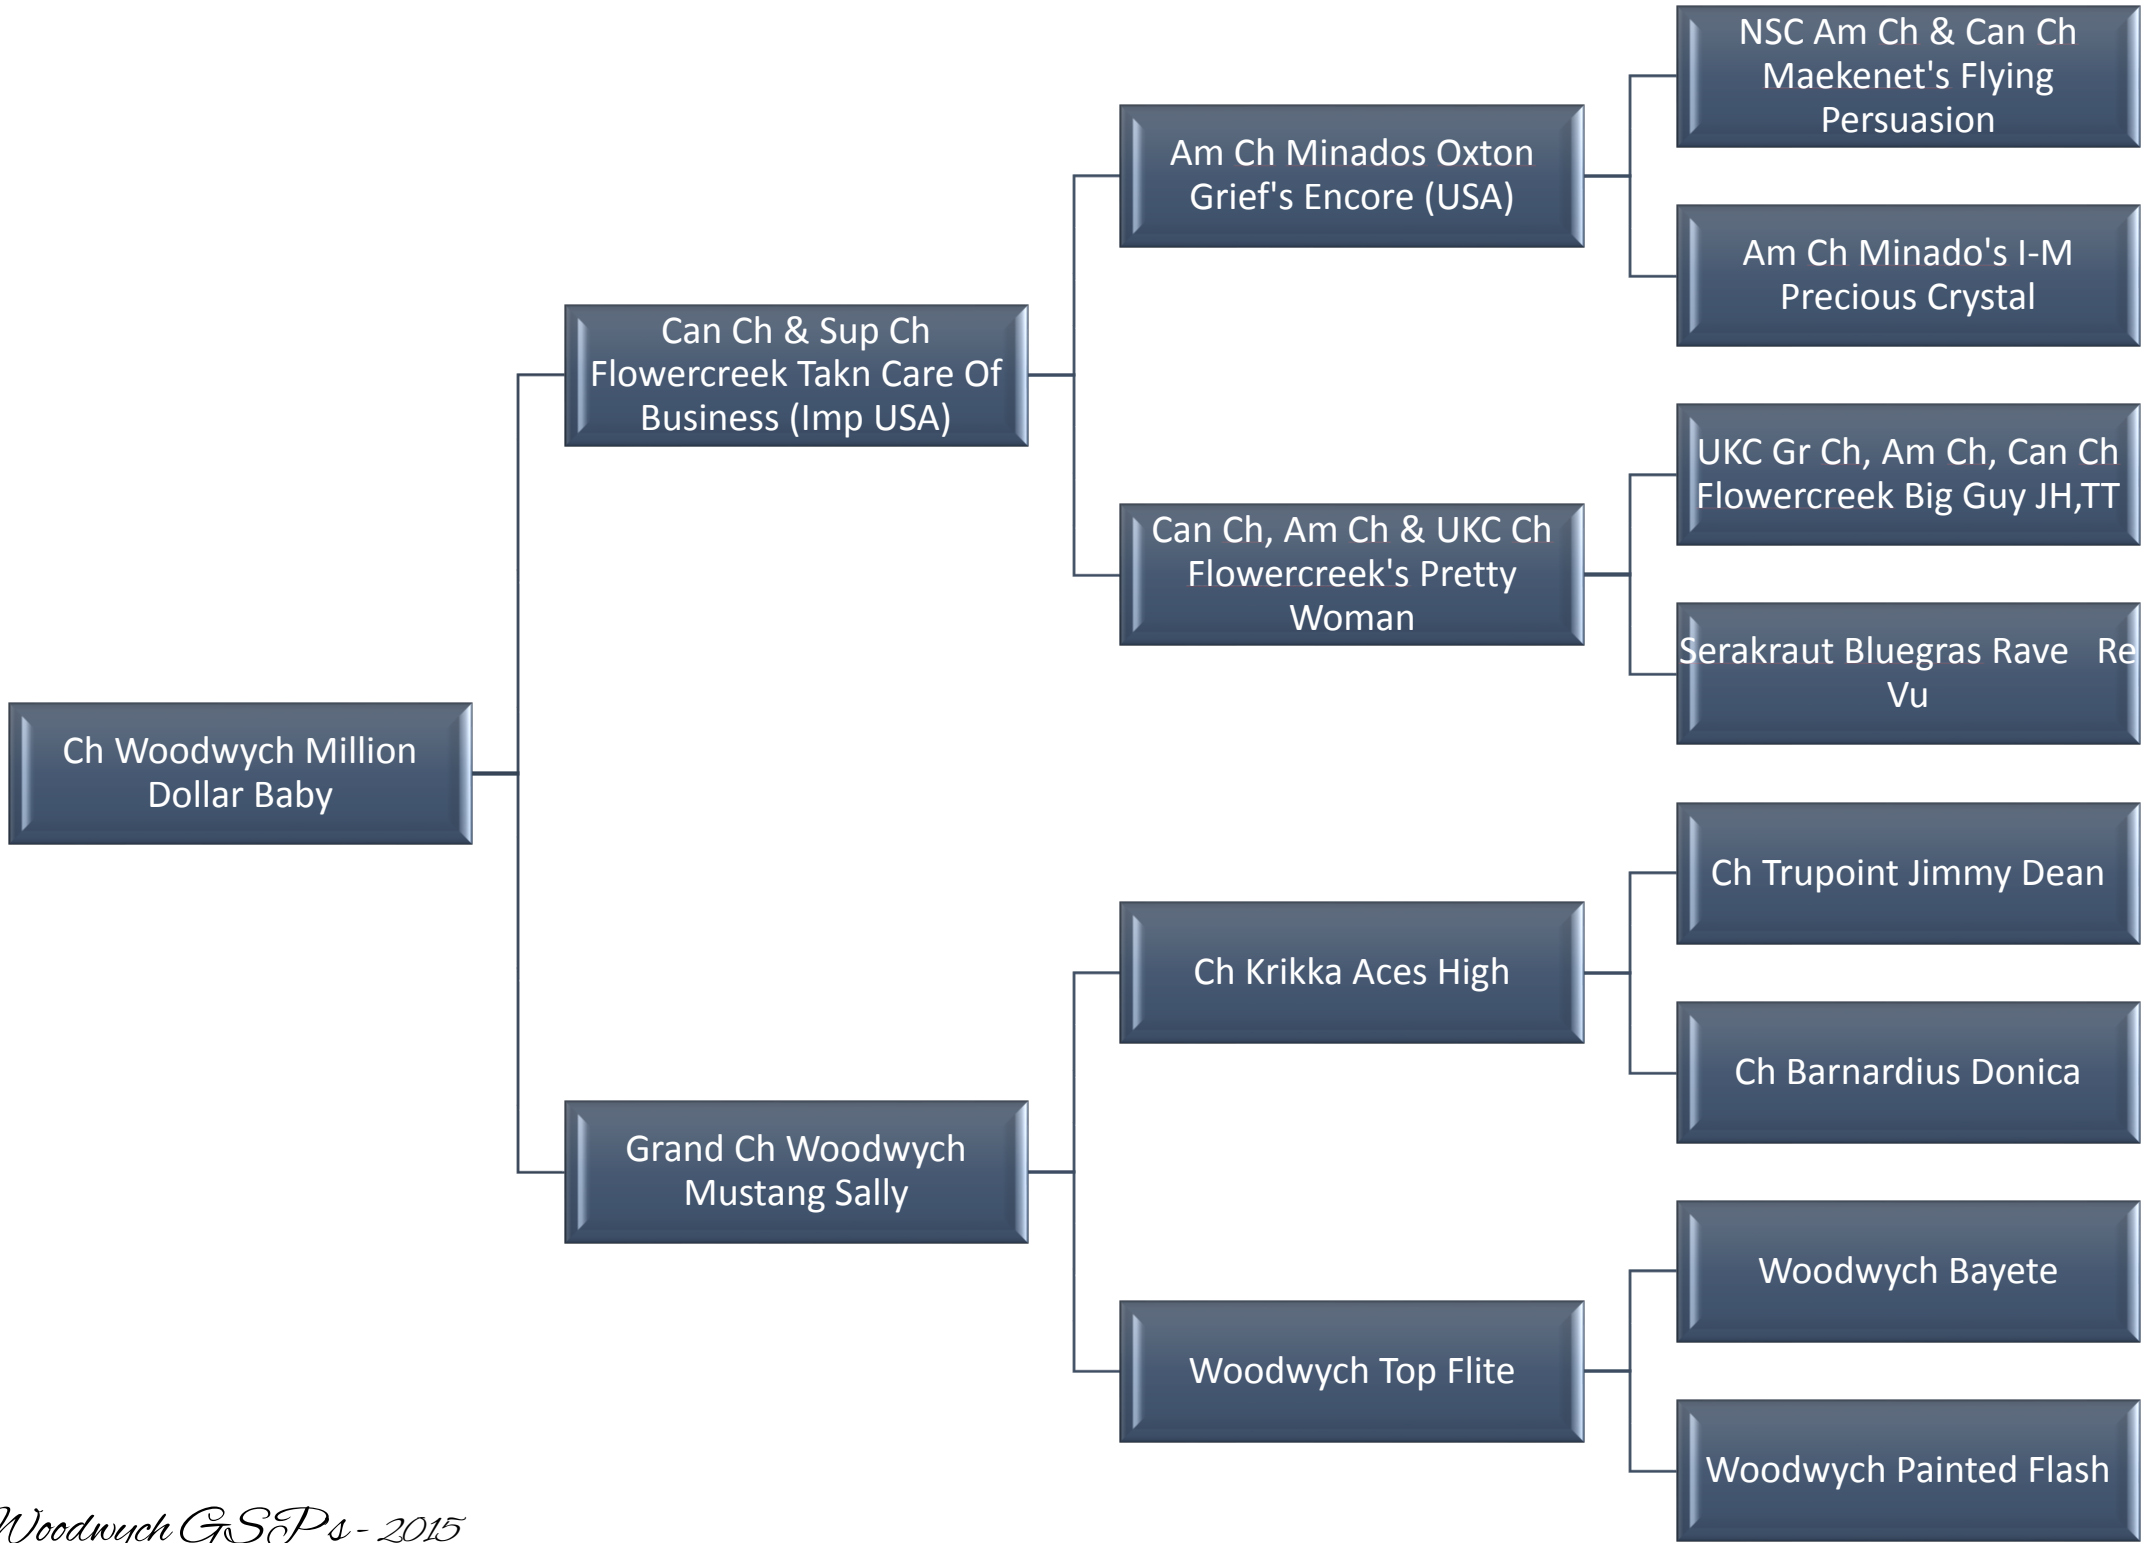 NSC Am Ch & Can Ch
Maekenet's Flying
Persuasion
Am Ch Minados Oxton
Grief's Encore (USA)
Am Ch Minado's I-M
Precious Crystal
Can Ch & Sup Ch
Flowercreek Takn Care Of
Business (Imp USA)
UKC Gr Ch, Am Ch, Can Ch
Flowercreek Big Guy JH,TT
Can Ch, Am Ch & UKC Ch
Flowercreek's Pretty
Woman
Serakraut Bluegras Rave Re
Vu
Ch Woodwych Million
Dollar Baby
Ch Trupoint Jimmy Dean
Ch Krikka Aces High
Ch Barnardius Donica
Grand Ch Woodwych
Mustang Sally
Woodwych Bayete
Woodwych Top Flite
Woodwych Painted Flash
Woodwych GSPs - 2015